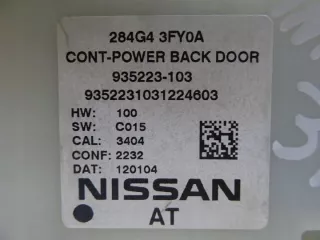 284G4 3FY0A
CONT-POWER BACK DOOR
935223-103
9352231031224603
HW: 100
SW: C015
CAL: 3404
CONF: 2232
DAT: 120104
NISSAN
AT